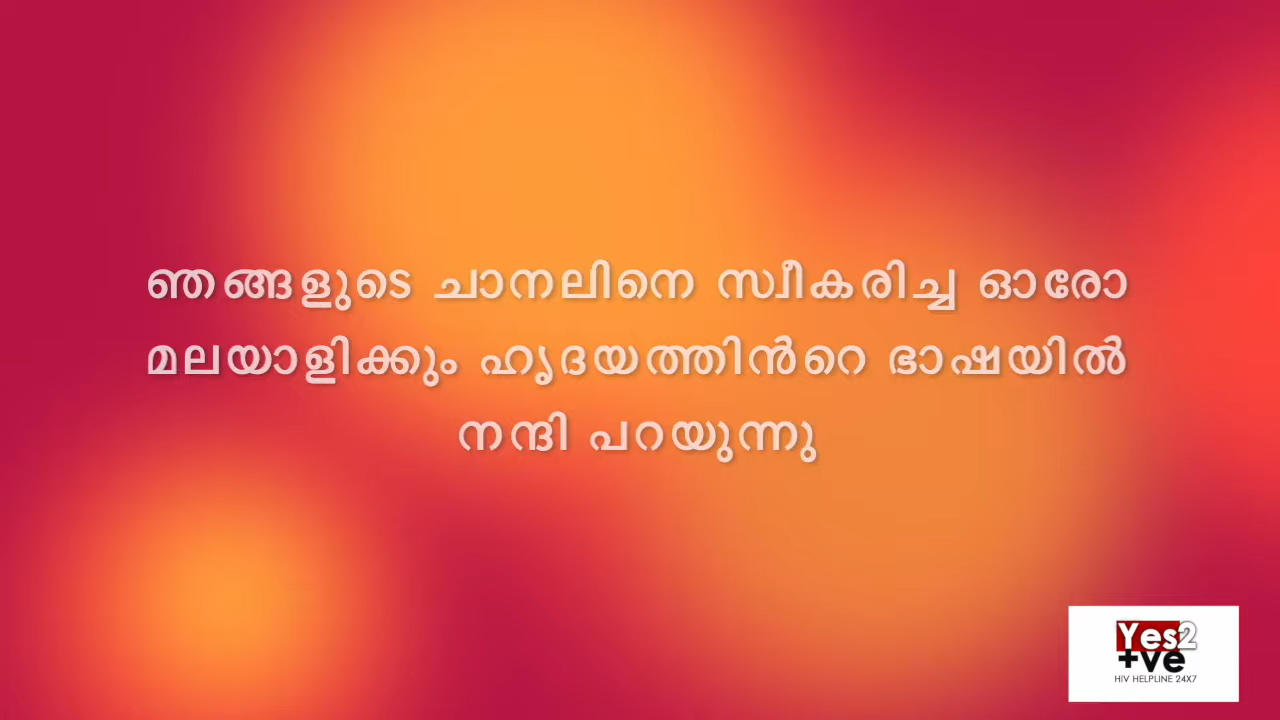 ഞങ്ങളുടെ ചാനലിനെ സ്വീകരിച്ച ഓരോ
മലയാളിക്കും ഹൃദയത്തിൻറെ ഭാഷയിൽ
നന്ദി പറയുന്നു
Yes2
+ve
HIV HELPLINE 24X7